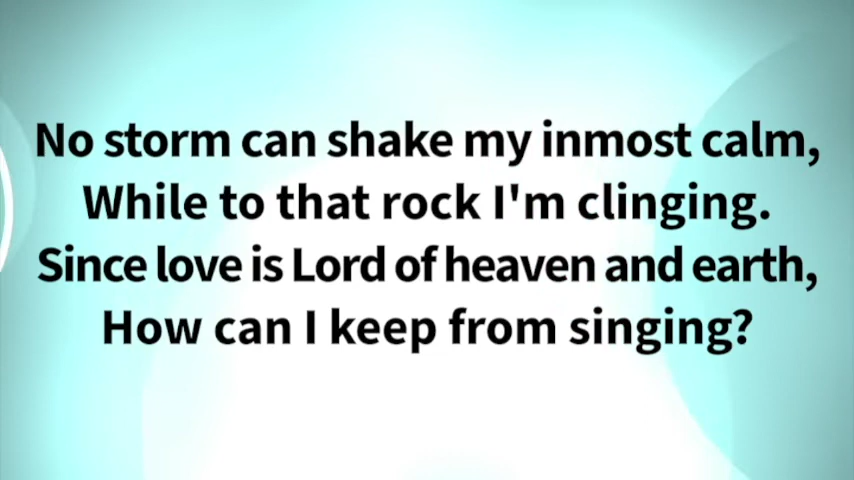 No storm can shake my inmost calm,
While to that rock I'm clinging.
Since love is Lord of heaven and earth,
How can I keep from singing?